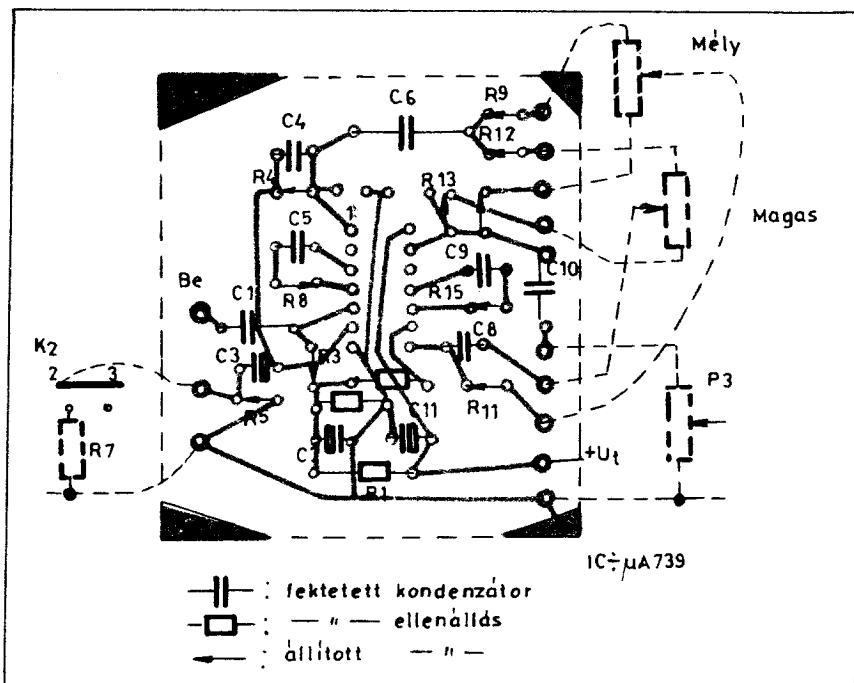 Mély
C6
R9
C4
R12
R4
R13
1
C5
Magas
C9
C10
Be
R8
R15
C1
C8
K2
C3
R3
2 3
P3
R11
R5
C11
R7
+Ut
R1
IC÷μA739
: fektetett kondenzátor
: — " — ellenállás
: állított — " —